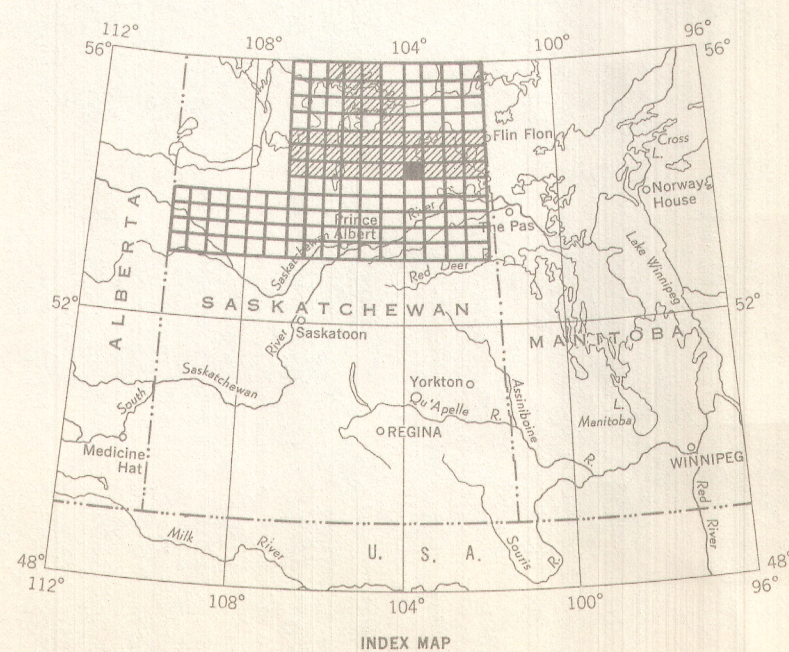 112°
108°
104°
100°
96°
56°
56°
Flin Flon
Cross
L.
Norway
House
River
Prince
Albert
The Pas
Saskatchewan
Red Deer
Lake Winnipeg
ALBERTA
52°
SASKATCHEWAN
52°
MANITOBA
Saskatoon
River
Saskatchewan
South
Yorkton
Qu'Appelle
R.
Assiniboine
R.
L.
Manitoba
REGINA
Medicine
Hat
WINNIPEG
Red
River
Milk
River
U. S. A.
Souris
R.
48°
48°
112°
108°
104°
100°
96°
INDEX MAP